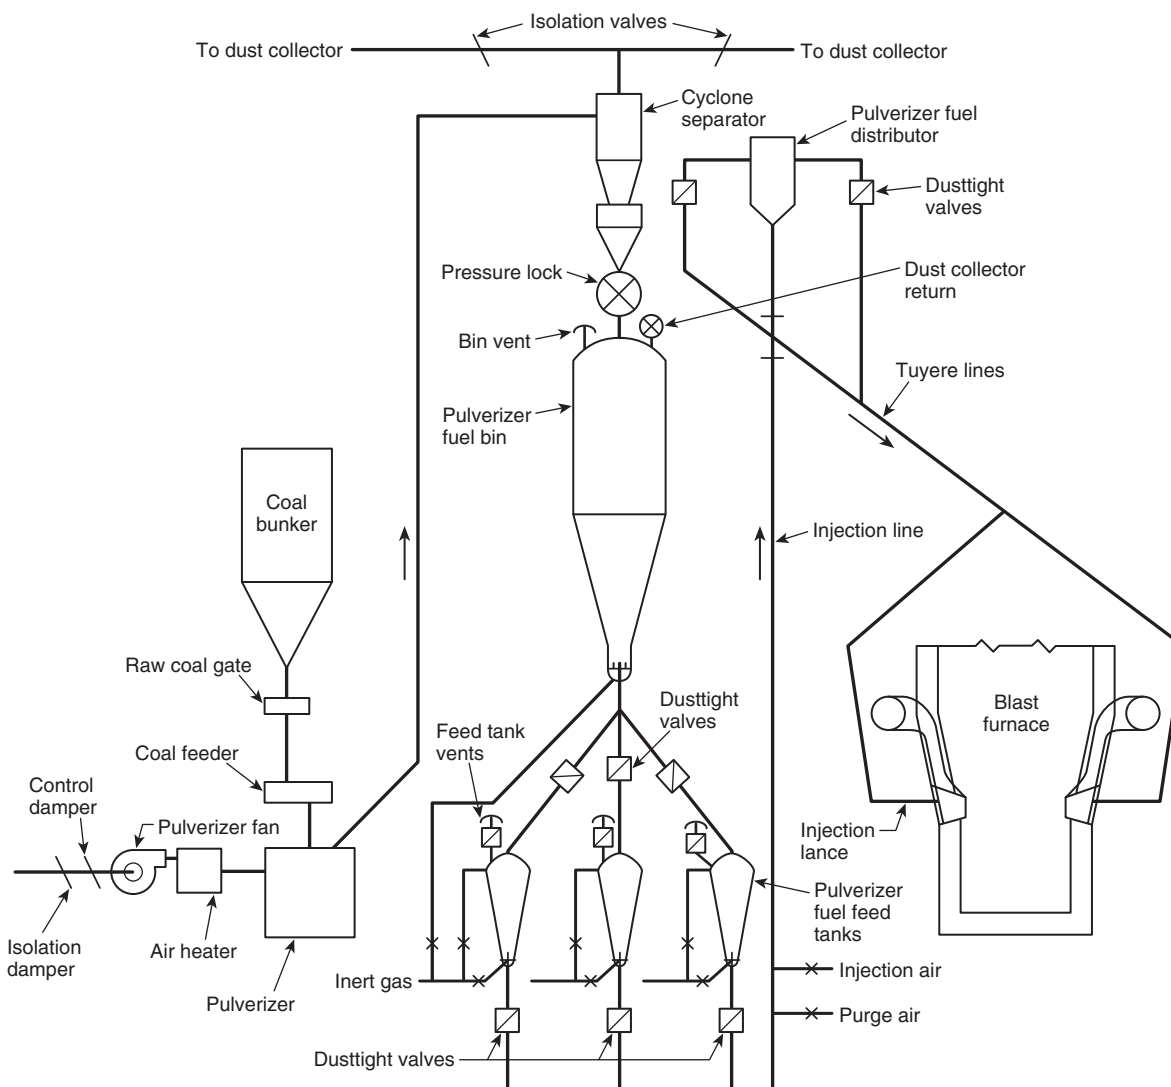 Isolation valves
To dust collector
To dust collector
Cyclone
separator
Pulverizer fuel
distributor
Dusttight
valves
Pressure lock
Dust collector
return
Bin vent
Tuyere lines
Pulverizer
fuel bin
Coal
bunker
Injection line
Raw coal gate
Dusttight
valves
Blast
furnace
Feed tank
vents
Coal feeder
Control
damper
Pulverizer fan
Injection
lance
Pulverizer
fuel feed
tanks
Isolation
damper
Air heater
Inert gas
Injection air
Pulverizer
Purge air
Dusttight valves